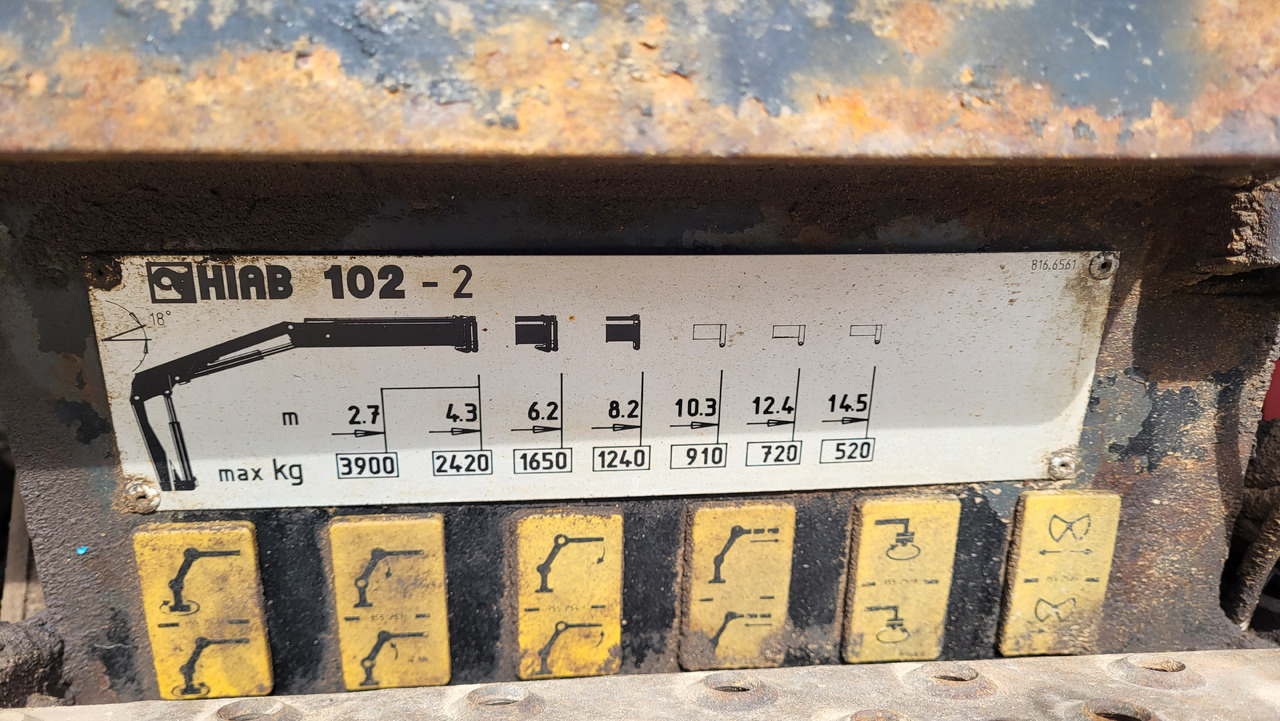 HIAB 102 - 2
B16.6561
18°
m 2.7 4.3 6.2 8.2 10.3 12.4 14.5
max kg 3900 2420 1650 1240 910 720 520